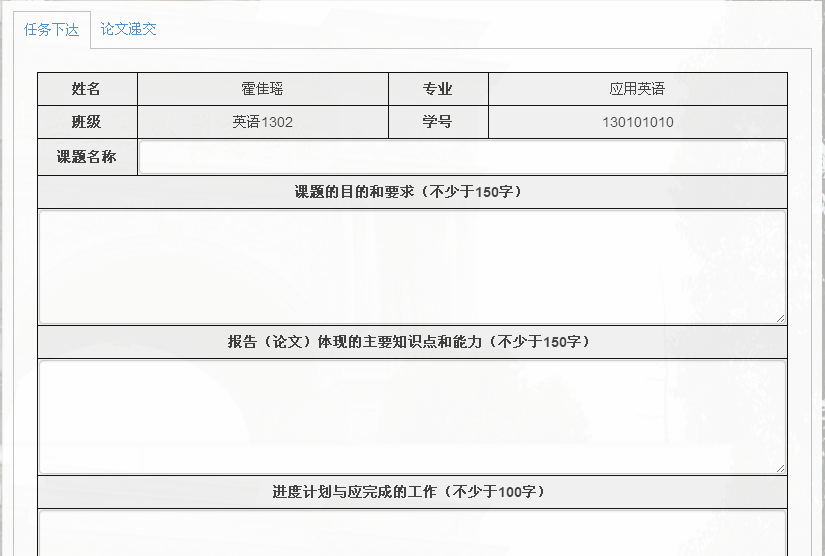 任务下达 论文递交
姓名 霍佳瑶 专业 应用英语
班级 英语1302 学号 130101010
课题名称
课题的目的和要求（不少于150字）
报告（论文）体现的主要知识点和能力（不少于150字）
进度计划与应完成的工作（不少于100字）